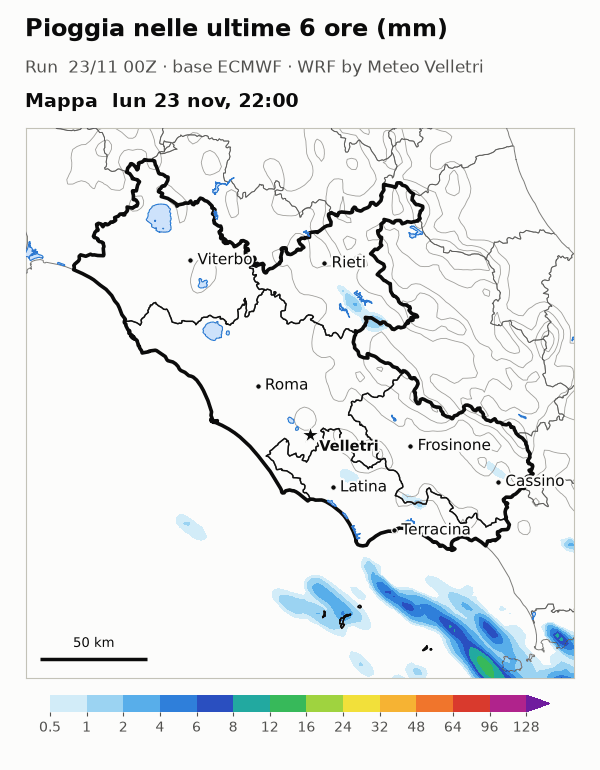 Pioggia nelle ultime 6 ore (mm)
Run  23/11 00Z · base ECMWF · WRF by Meteo Velletri
Mappa  lun 23 nov, 22:00
Viterbo
Rieti
Roma
Velletri
Frosinone
Latina
Cassino
Terracina
50 km
0.5 1 2 4 6 8 12 16 24 32 48 64 96 128